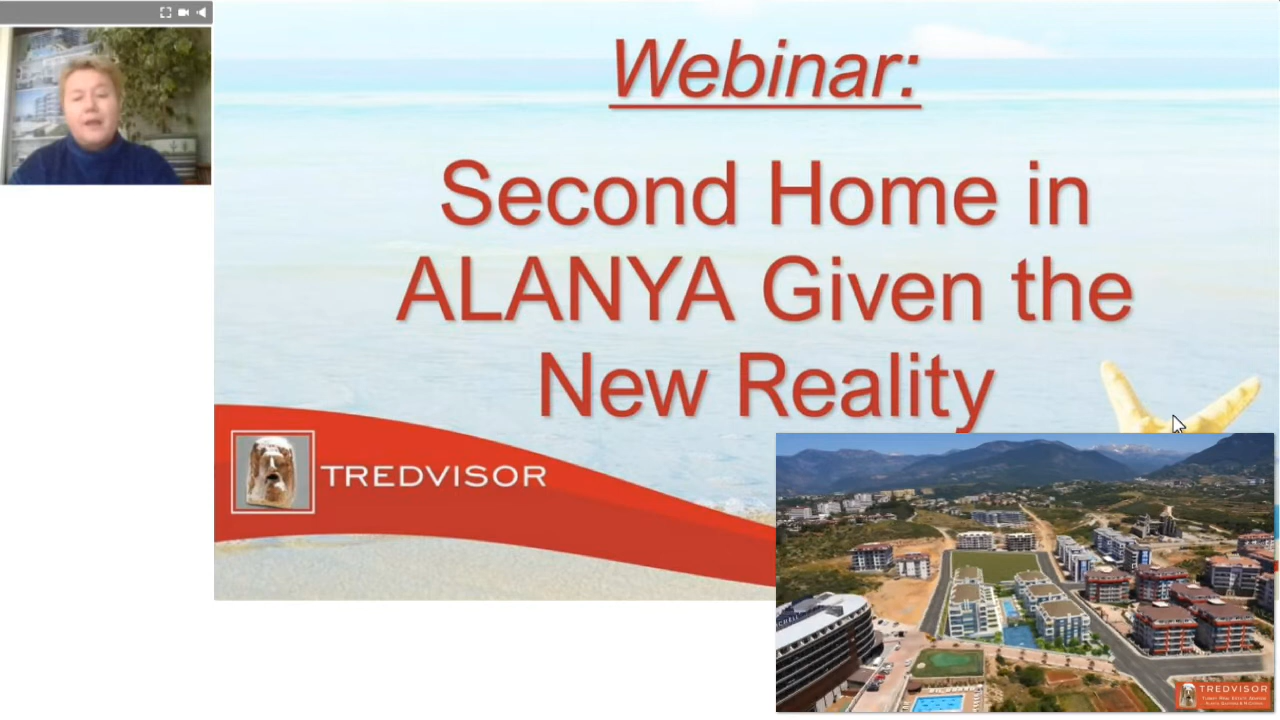 Webinar:
Second Home in
ALANYA Given the
New Reality
TREDVISOR
TREDVISOR